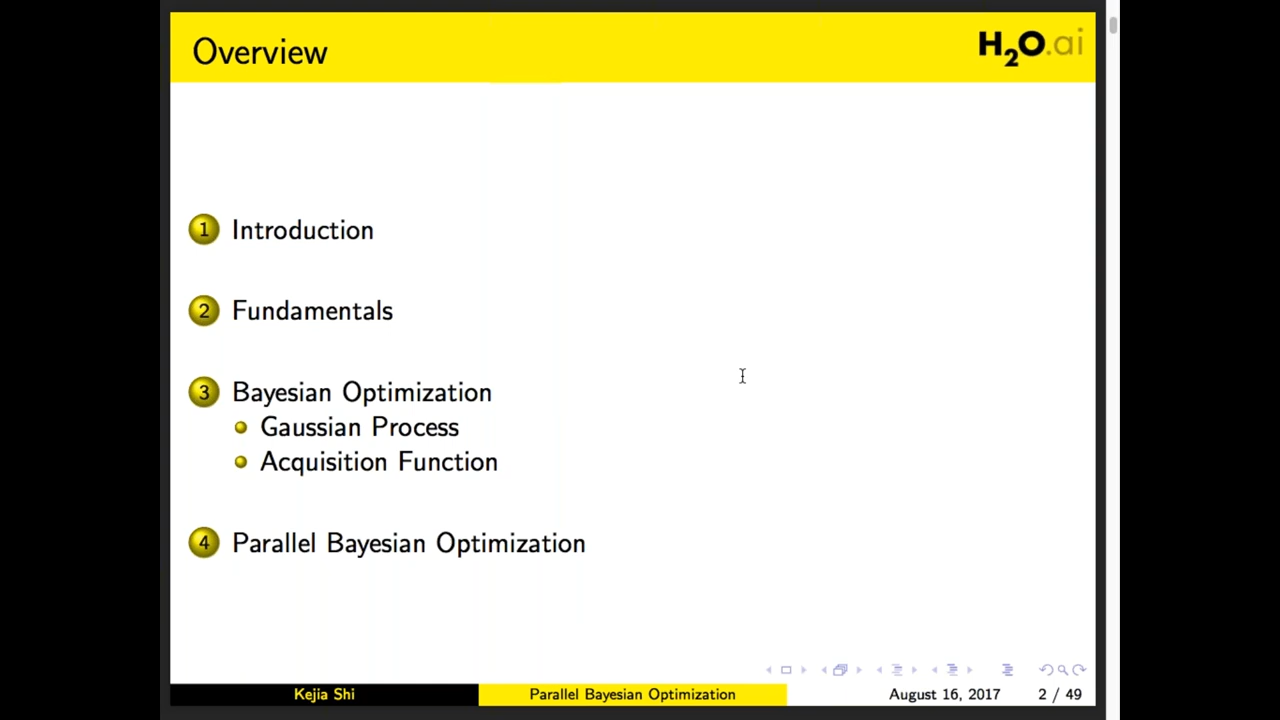 Overview
H2O.ai
1 Introduction
2 Fundamentals
3 Bayesian Optimization
Gaussian Process
Acquisition Function
4 Parallel Bayesian Optimization
Kejia Shi
Parallel Bayesian Optimization
August 16, 2017
2 / 49